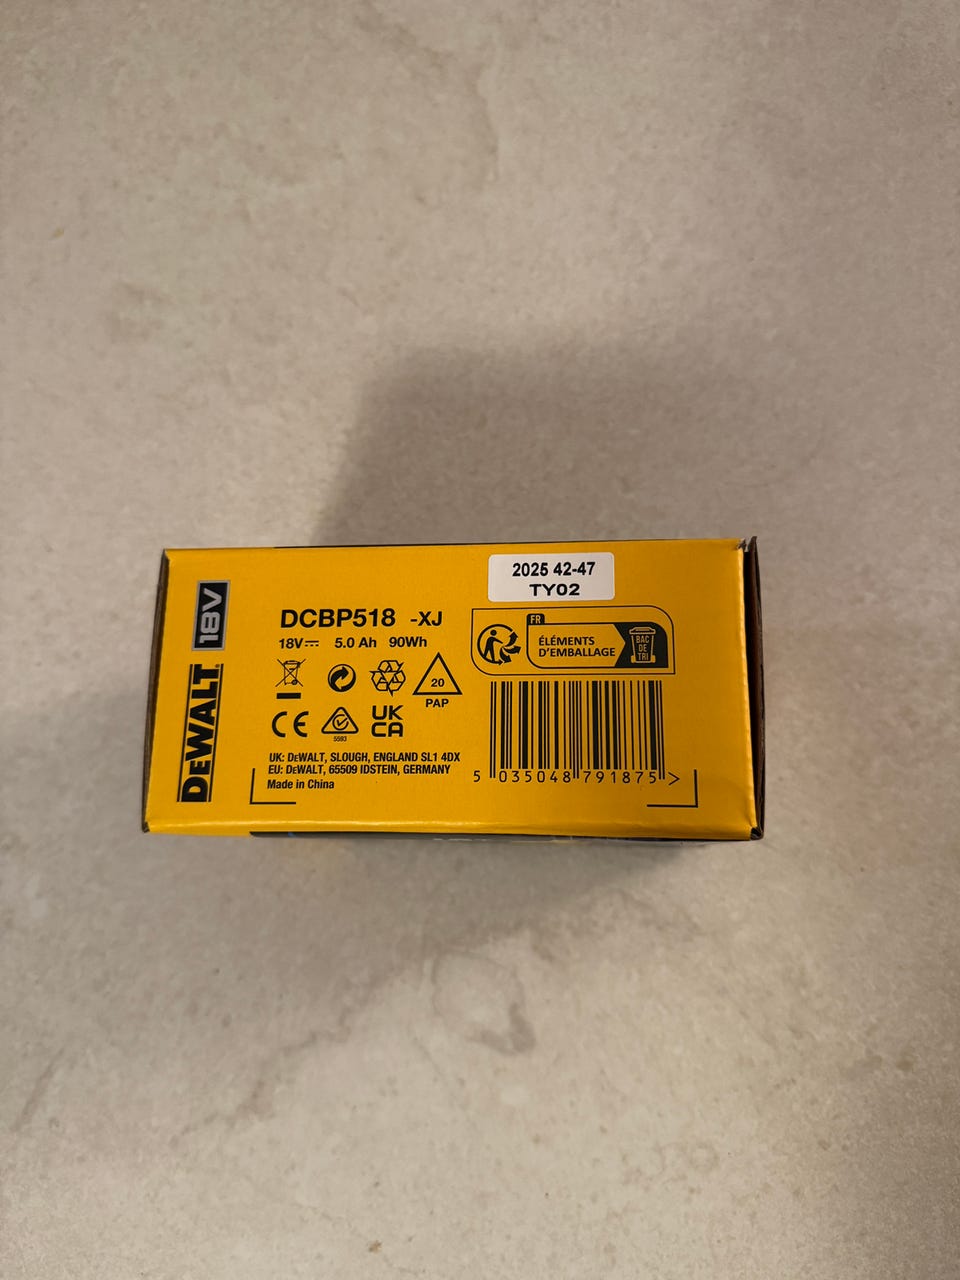 2025 42-47
TY02
18V
DEWALT
DCBP518 -XJ
18V 5.0 Ah 90Wh
FR
ÉLÉMENTS
D'EMBALLAGE
BAC
DE
TRI
20
PAP
CE
5593
UK
CA
UK: DEWALT, SLOUGH, ENGLAND SL1 4DX
EU: DEWALT, 65509 IDSTEIN, GERMANY
Made in China
5 035048 791875 >